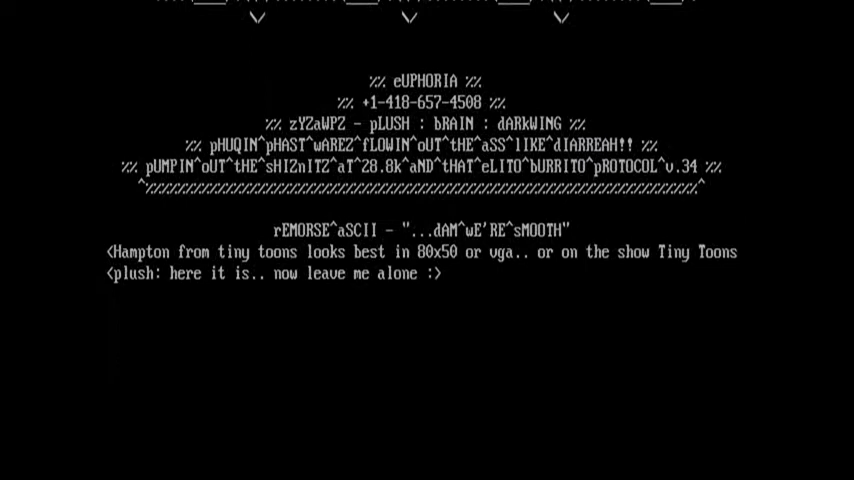 %% eUPHORIA %%
%% +1-418-657-4508 %%
%% zYZaWPZ - pLUSH : bRAIN : dARkWING %%
%% pHUQIN^pHAST^wAREZ^fLOWIN^oUT^tHE^aSS^lIKE^dIARREAH!! %%
%% pUMPIN^oUT^tHE^sHIZnITZ^aT^28.8k^aND^tHAT^eLITO^bURRITO^pROTOCOL^v.34 %%
rEMORSE^aSCII - "...dAM^wE'RE^sMOOTH"
<Hampton from tiny toons looks best in 80x50 or vga.. or on the show Tiny Toons
<plush: here it is.. now leave me alone :>